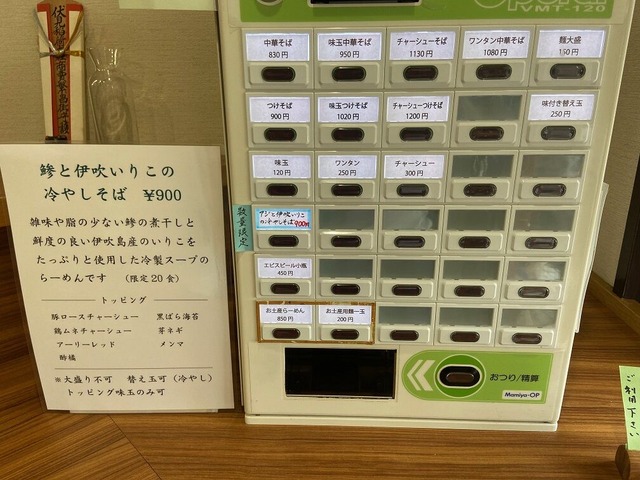 VMT-120
中華そば
830円
味玉中華そば
950円
チャーシューそば
1130円
ワンタン中華そば
1080円
麺大盛
150円
つけそば
900円
味玉つけそば
1020円
チャーシューつけそば
1200円
味付き替え玉
250円
味玉
120円
ワンタン
250円
チャーシュー
300円
数量限定
アジと伊吹いりこ
の冷やしそば 900円
エビスビール小瓶
450円
お土産らーめん
850円
お土産用麺一玉
200円
おつり/精算
Mamiya-OP
鯵と伊吹いりこの
冷やしそば ¥900
雑味や脂の少ない鯵の煮干しと
鮮度の良い伊吹島産のいりこを
たっぷりと使用した冷製スープの
らーめんです (限定20食)
トッピング
豚ロースチャーシュー 黒ばら海苔
鶏ムネチャーシュー 芽ネギ
アーリーレッド メンマ
酢橘
※大盛り不可 替え玉可(冷やし)
トッピング味玉のみ可
ご利用下さい